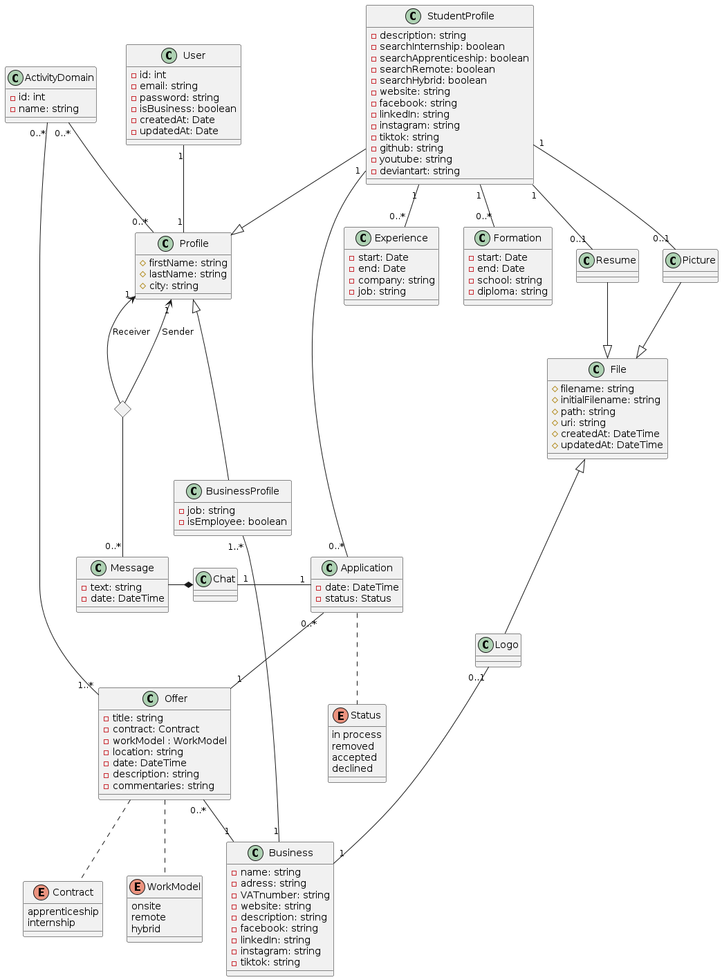 C StudentProfile
description: string
searchInternship: boolean
searchApprenticeship: boolean
searchRemote: boolean
searchHybrid: boolean
website: string
facebook: string
linkedIn: string
instagram: string
tiktok: string
github: string
youtube: string
deviantart: string
C User
id: int
email: string
password: string
isBusiness: boolean
createdAt: Date
updatedAt: Date
C ActivityDomain
id: int
name: string
0..*
0..*
1
1
1
1
1
1
0..*
1
0..*
0..*
0..1
0..1
C Profile
firstName: string
lastName: string
city: string
C Experience
start: Date
end: Date
company: string
job: string
C Formation
start: Date
end: Date
school: string
diploma: string
C Resume
C Picture
1
1
Receiver
Sender
C File
filename: string
initialFilename: string
path: string
uri: string
createdAt: DateTime
updatedAt: DateTime
C BusinessProfile
job: string
isEmployee: boolean
0..*
1..*
0..*
C Message
text: string
date: DateTime
C Chat
1
1
C Application
date: DateTime
status: Status
0..*
C Logo
0..1
1..*
1
C Offer
title: string
contract: Contract
workModel : WorkModel
location: string
date: DateTime
description: string
commentaries: string
E Status
in process
removed
accepted
declined
0..*
1
1
1
C Business
name: string
adress: string
VATnumber: string
website: string
description: string
facebook: string
linkedIn: string
instagram: string
tiktok: string
E Contract
apprenticeship
internship
E WorkModel
onsite
remote
hybrid